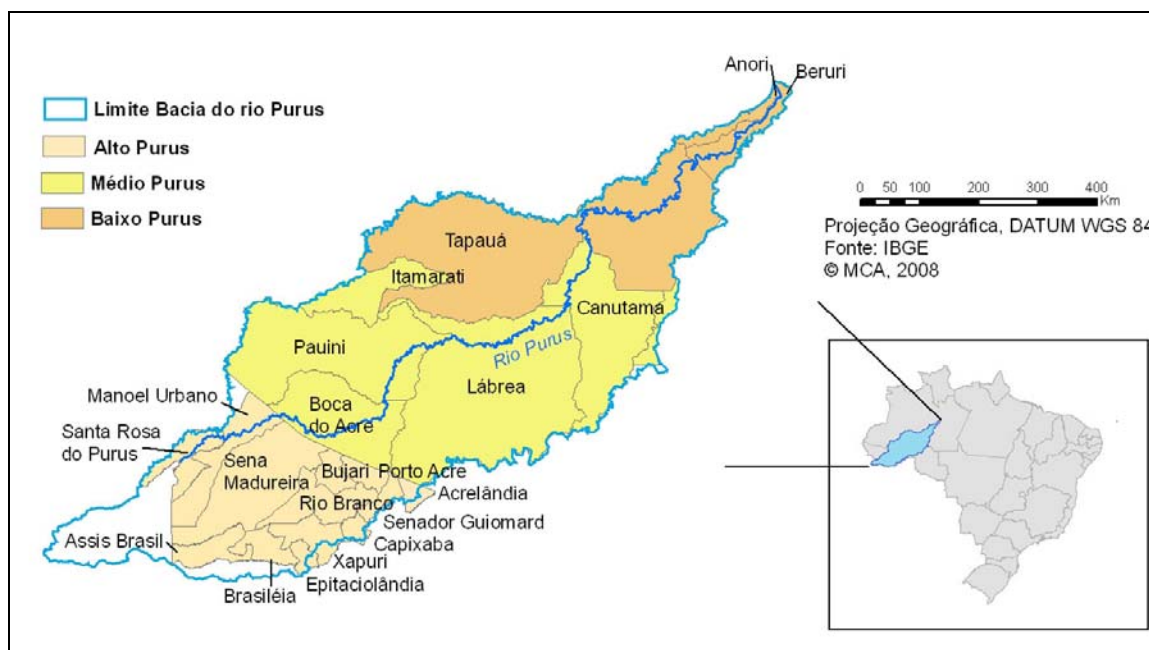 Anori
Beruri
Limite Bacia do rio Purus
Alto Purus
Médio Purus
Baixo Purus
0 50 100 200 300 400
Km
Projeção Geográfica, DATUM WGS 84
Fonte: IBGE
© MCA, 2008
Tapauá
Itamarati
Canutama
Rio Purus
Pauini
Lábrea
Manoel Urbano
Boca
do Acre
Santa Rosa
do Purus
Sena
Madureira
Bujari
Porto Acre
Rio Branco
Acrelândia
Senador Guiomard
Assis Brasil
Capixaba
Xapuri
Epitaciolândia
Brasiléia